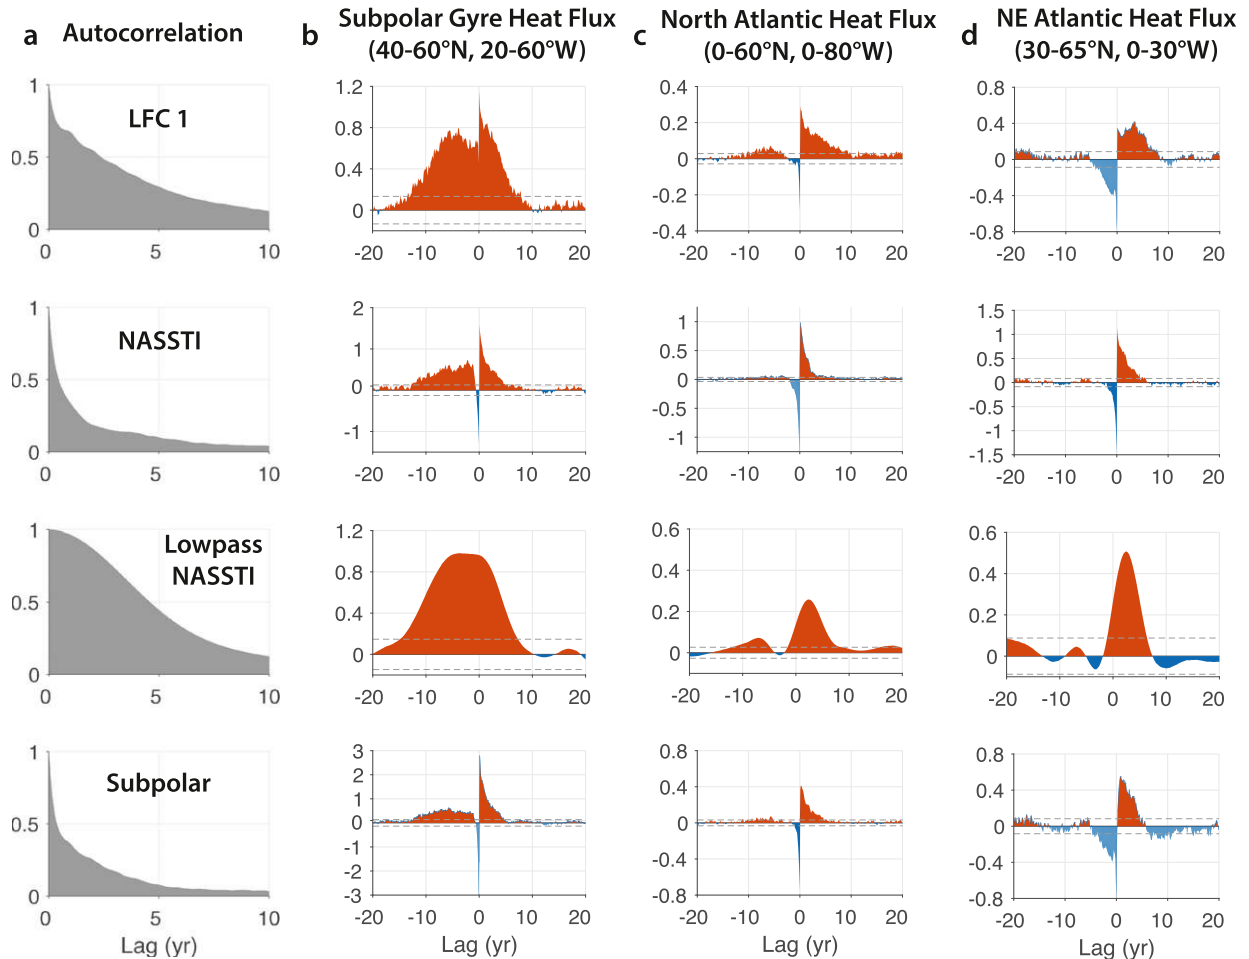 a Autocorrelation
b Subpolar Gyre Heat Flux
(40-60°N, 20-60°W)
c North Atlantic Heat Flux
(0-60°N, 0-80°W)
d NE Atlantic Heat Flux
(30-65°N, 0-30°W)
LFC 1
1
0.5
0
0 5 10
1.2
0.8
0.4
0
-20 -10 0 10 20
0.4
0.2
0
-0.2
-0.4
-20 -10 0 10 20
0.8
0.4
0
-0.4
-0.8
-20 -10 0 10 20
NASSTI
1
0.5
0
0 5 10
2
1
0
-1
-20 -10 0 10 20
1
0.5
0
-0.5
-1
-20 -10 0 10 20
1.5
1
0.5
0
-0.5
-1
-1.5
-20 -10 0 10 20
Lowpass
NASSTI
1
0.5
0
0 5 10
1.2
0.8
0.4
0
-20 -10 0 10 20
0.6
0.4
0.2
0
-20 -10 0 10 20
0.6
0.4
0.2
0
-20 -10 0 10 20
Subpolar
1
0.5
0
0 5 10
Lag (yr)
3
2
1
0
-1
-2
-3
-20 -10 0 10 20
Lag (yr)
0.8
0.4
0
-0.4
-0.8
-20 -10 0 10 20
Lag (yr)
0.8
0.4
0
-0.4
-0.8
-20 -10 0 10 20
Lag (yr)